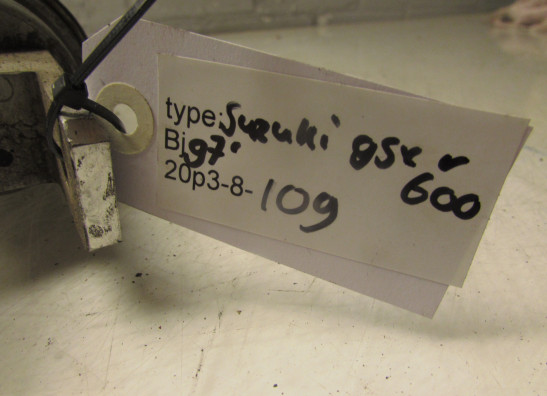 type: Suzuki gsx r
600
Bj 97'
20p3-8-109